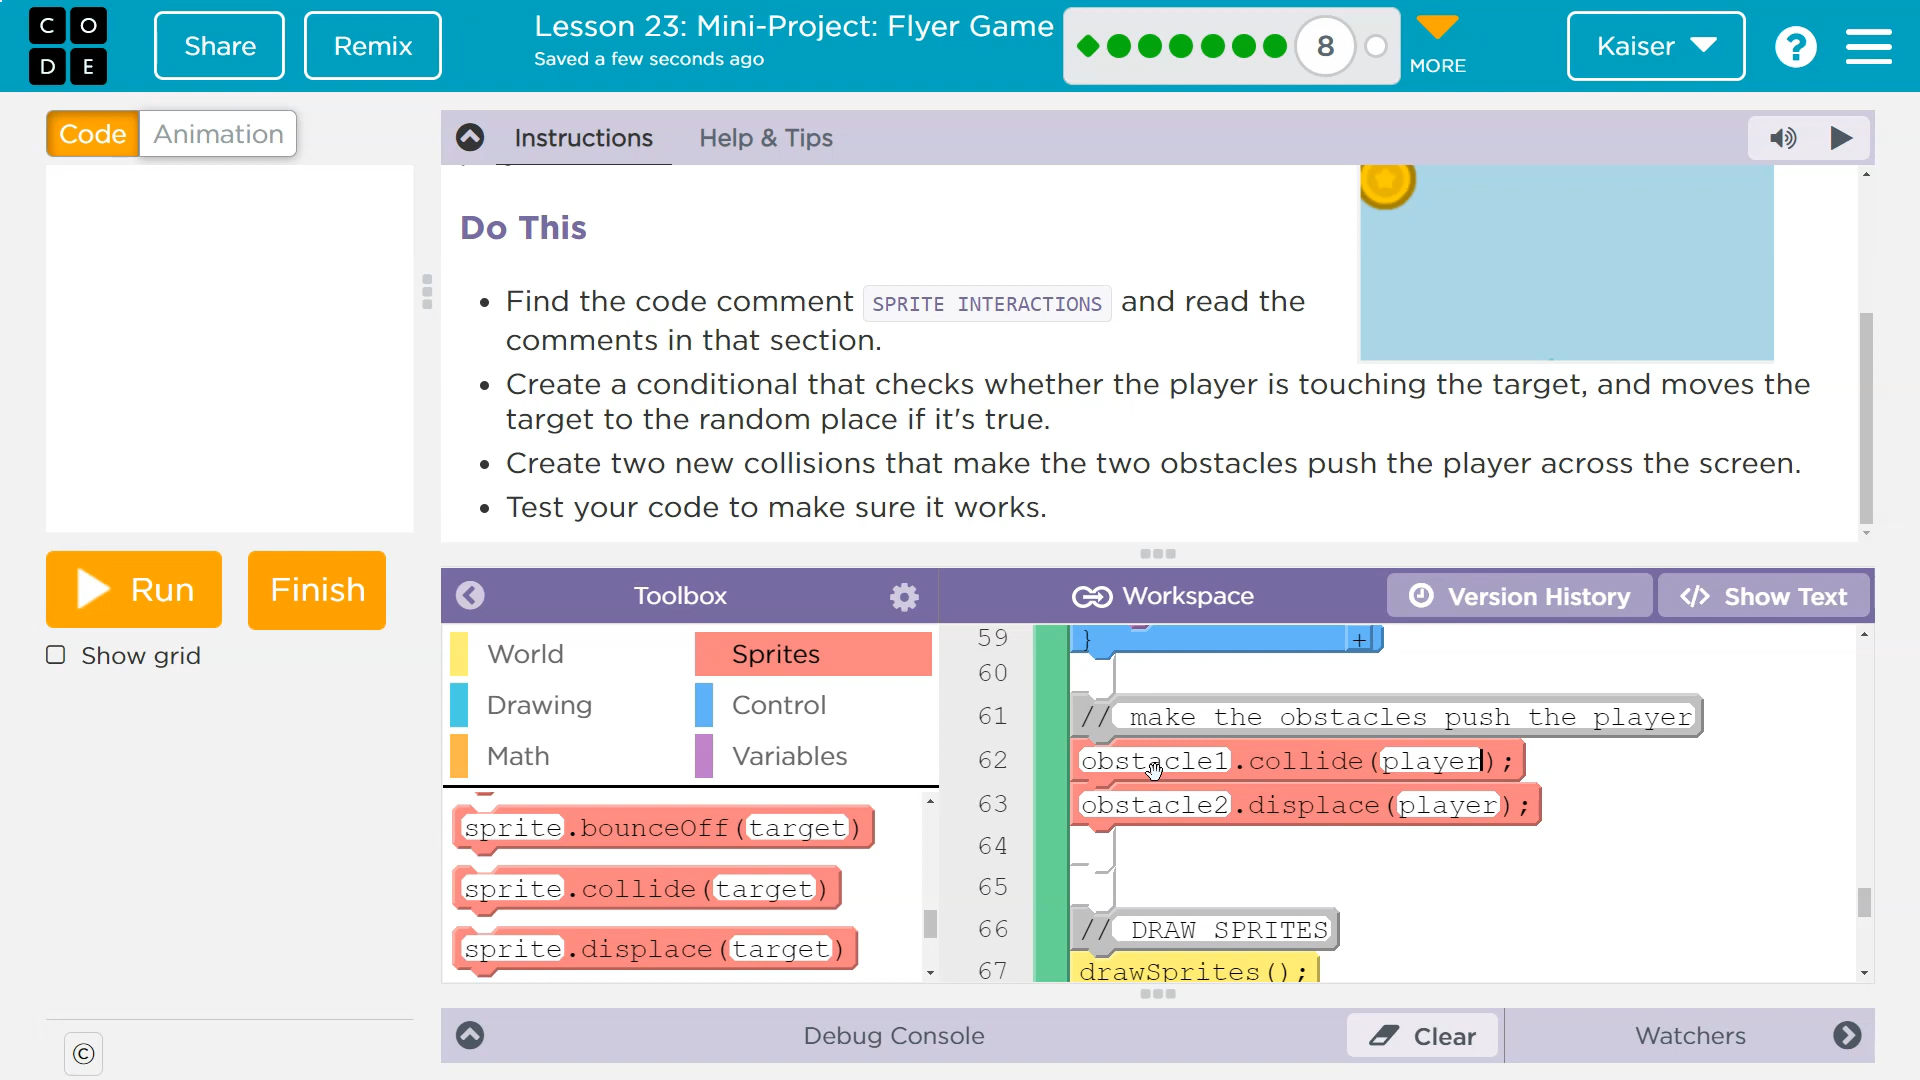 CODE
Share
Remix
Lesson 23: Mini-Project: Flyer Game
Saved a few seconds ago
8
MORE
Kaiser
?
Code
Animation
Instructions
Help & Tips
Do This
Find the code comment SPRITE INTERACTIONS and read the
comments in that section.
Create a conditional that checks whether the player is touching the target, and moves the
target to the random place if it's true.
Create two new collisions that make the two obstacles push the player across the screen.
Test your code to make sure it works.
Run
Finish
Show grid
Toolbox
Workspace
Version History
</> Show Text
World
Sprites
Drawing
Control
Math
Variables
sprite.bounceOff(target)
sprite.collide(target)
sprite.displace(target)
59 } +
60
61 // make the obstacles push the player
62 obstacle1.collide(player);
63 obstacle2.displace(player);
64
65
66 // DRAW SPRITES
67 drawSprites();
©
Debug Console
Clear
Watchers